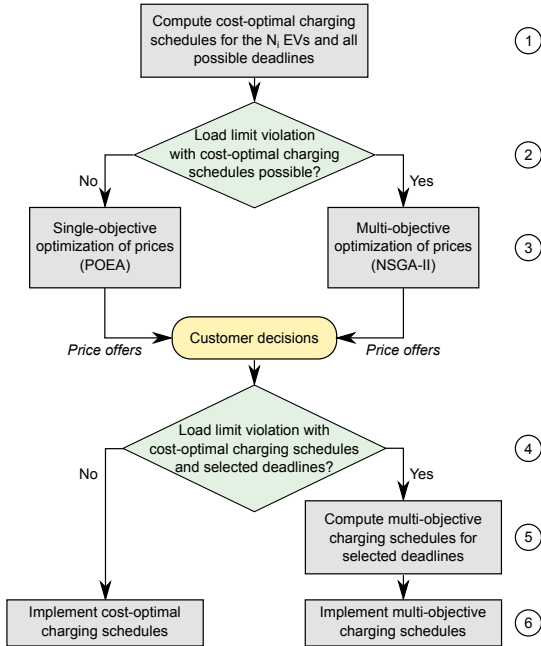 Compute cost-optimal charging
schedules for the Nᵢ EVs and all
possible deadlines
1
Load limit violation
with cost-optimal charging
schedules possible?
2
No
Yes
Single-objective
optimization of prices
(POEA)
Multi-objective
optimization of prices
(NSGA-II)
3
Price offers
Customer decisions
Price offers
Load limit violation with
cost-optimal charging schedules
and selected deadlines?
4
No
Yes
Compute multi-objective
charging schedules for
selected deadlines
5
Implement cost-optimal
charging schedules
Implement multi-objective
charging schedules
6